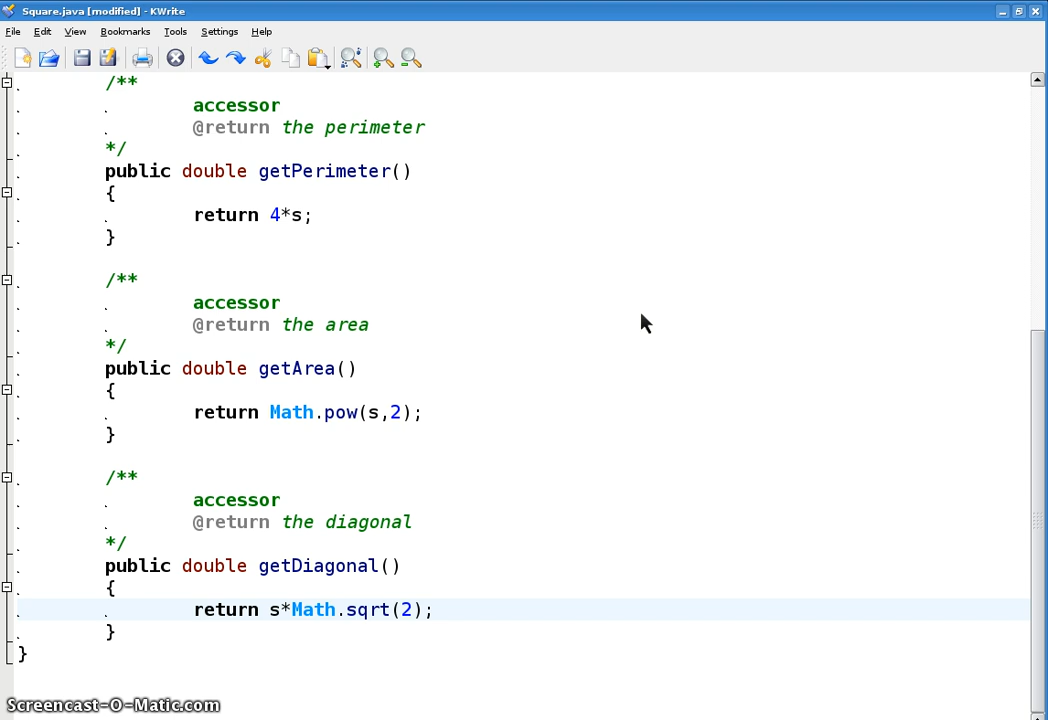 Square.java [modified] - KWrite
File Edit View Bookmarks Tools Settings Help
/**
accessor
@return the perimeter
*/
public double getPerimeter()
{
return 4*s;
}
/**
accessor
@return the area
*/
public double getArea()
{
return Math.pow(s,2);
}
/**
accessor
@return the diagonal
*/
public double getDiagonal()
{
return s*Math.sqrt(2);
}
}
Screencast-O-Matic.com